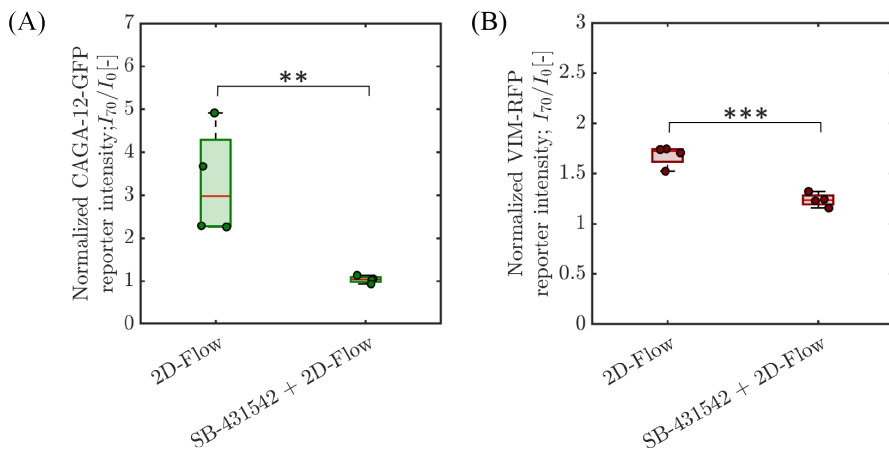 (A)
Normalized CAGA-12-GFP
reporter intensity;I70/I0[-]
7
6
5
4
3
2
1
0
**
2D-Flow
SB-431542 + 2D-Flow
(B)
Normalized VIM-RFP
reporter intensity; I70/I0[-]
3
2.5
2
1.5
1
0.5
0
***
2D-Flow
SB-431542 + 2D-Flow